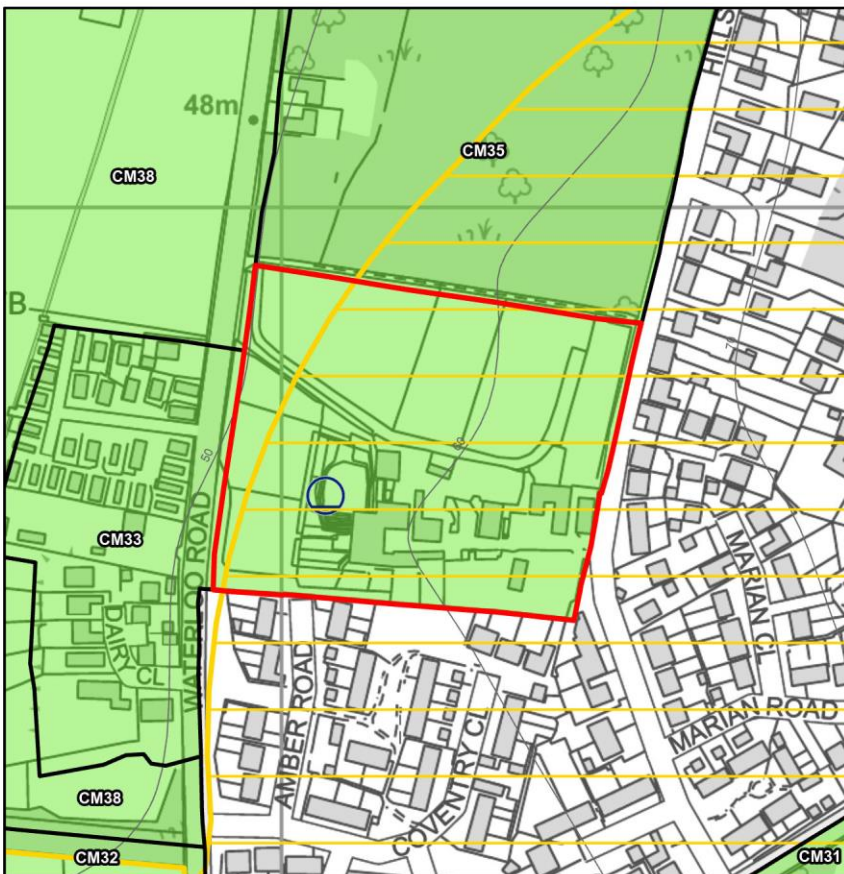 HILLS
48m
CM35
CM38
B
50
CM33
WATERLOO ROAD
DAIRY CL
MARIAN CL
AMBER ROAD
COVENTRY CL
MARIAN ROAD
CM38
CM32
CM31